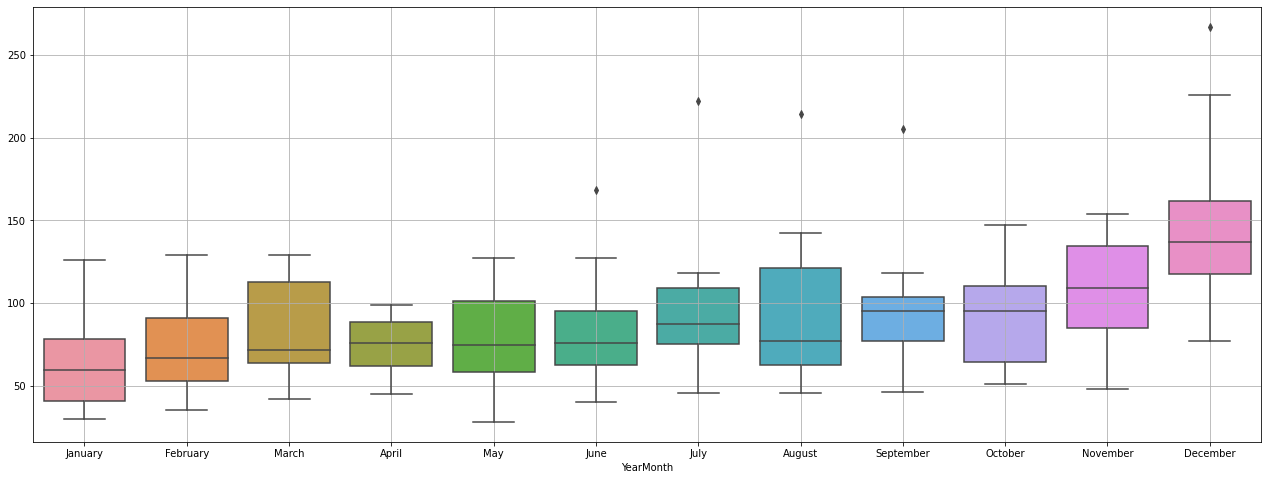 250
200
150
100
50
January February March April May June July August September October November December
YearMonth